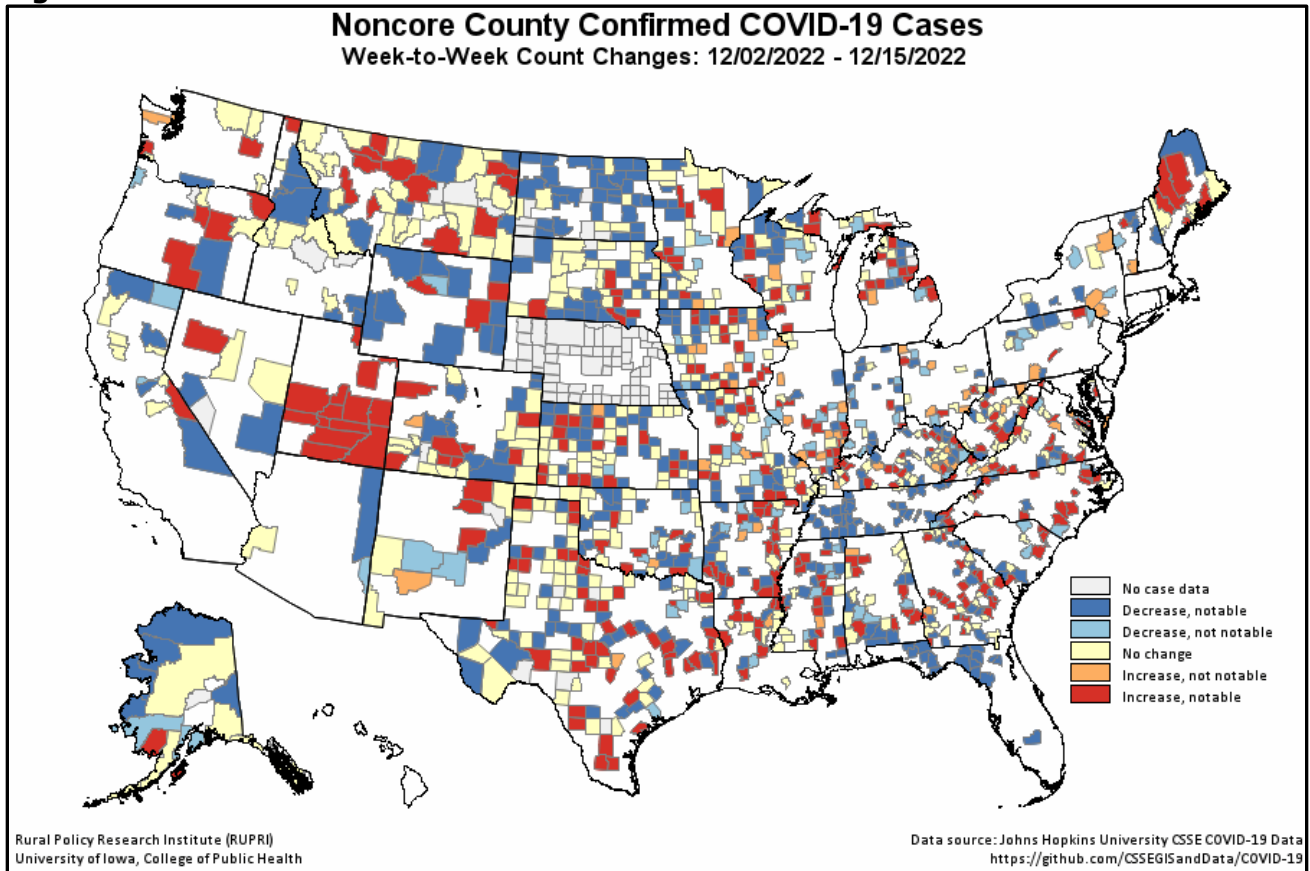 Noncore County Confirmed COVID-19 Cases
Week-to-Week Count Changes: 12/02/2022 - 12/15/2022
No case data
Decrease, notable
Decrease, not notable
No change
Increase, not notable
Increase, notable
Rural Policy Research Institute (RUPRI)
University of Iowa, College of Public Health
Data source: Johns Hopkins University CSSE COVID-19 Data
https://github.com/CSSEGISandData/COVID-19